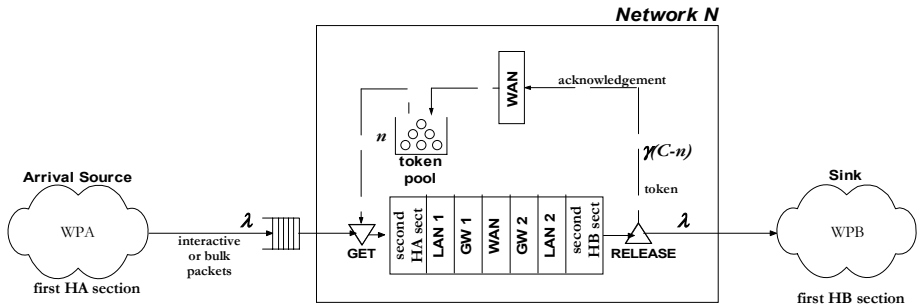 Network N
WAN
acknowledgement
n
token
pool
γ(C-n)
token
Arrival Source
WPA
first HA section
λ
interactive
or bulk
packets
GET
second
HA sect
LAN 1
GW 1
WAN
GW 2
LAN 2
second
HB sect
RELEASE
λ
Sink
WPB
first HB section